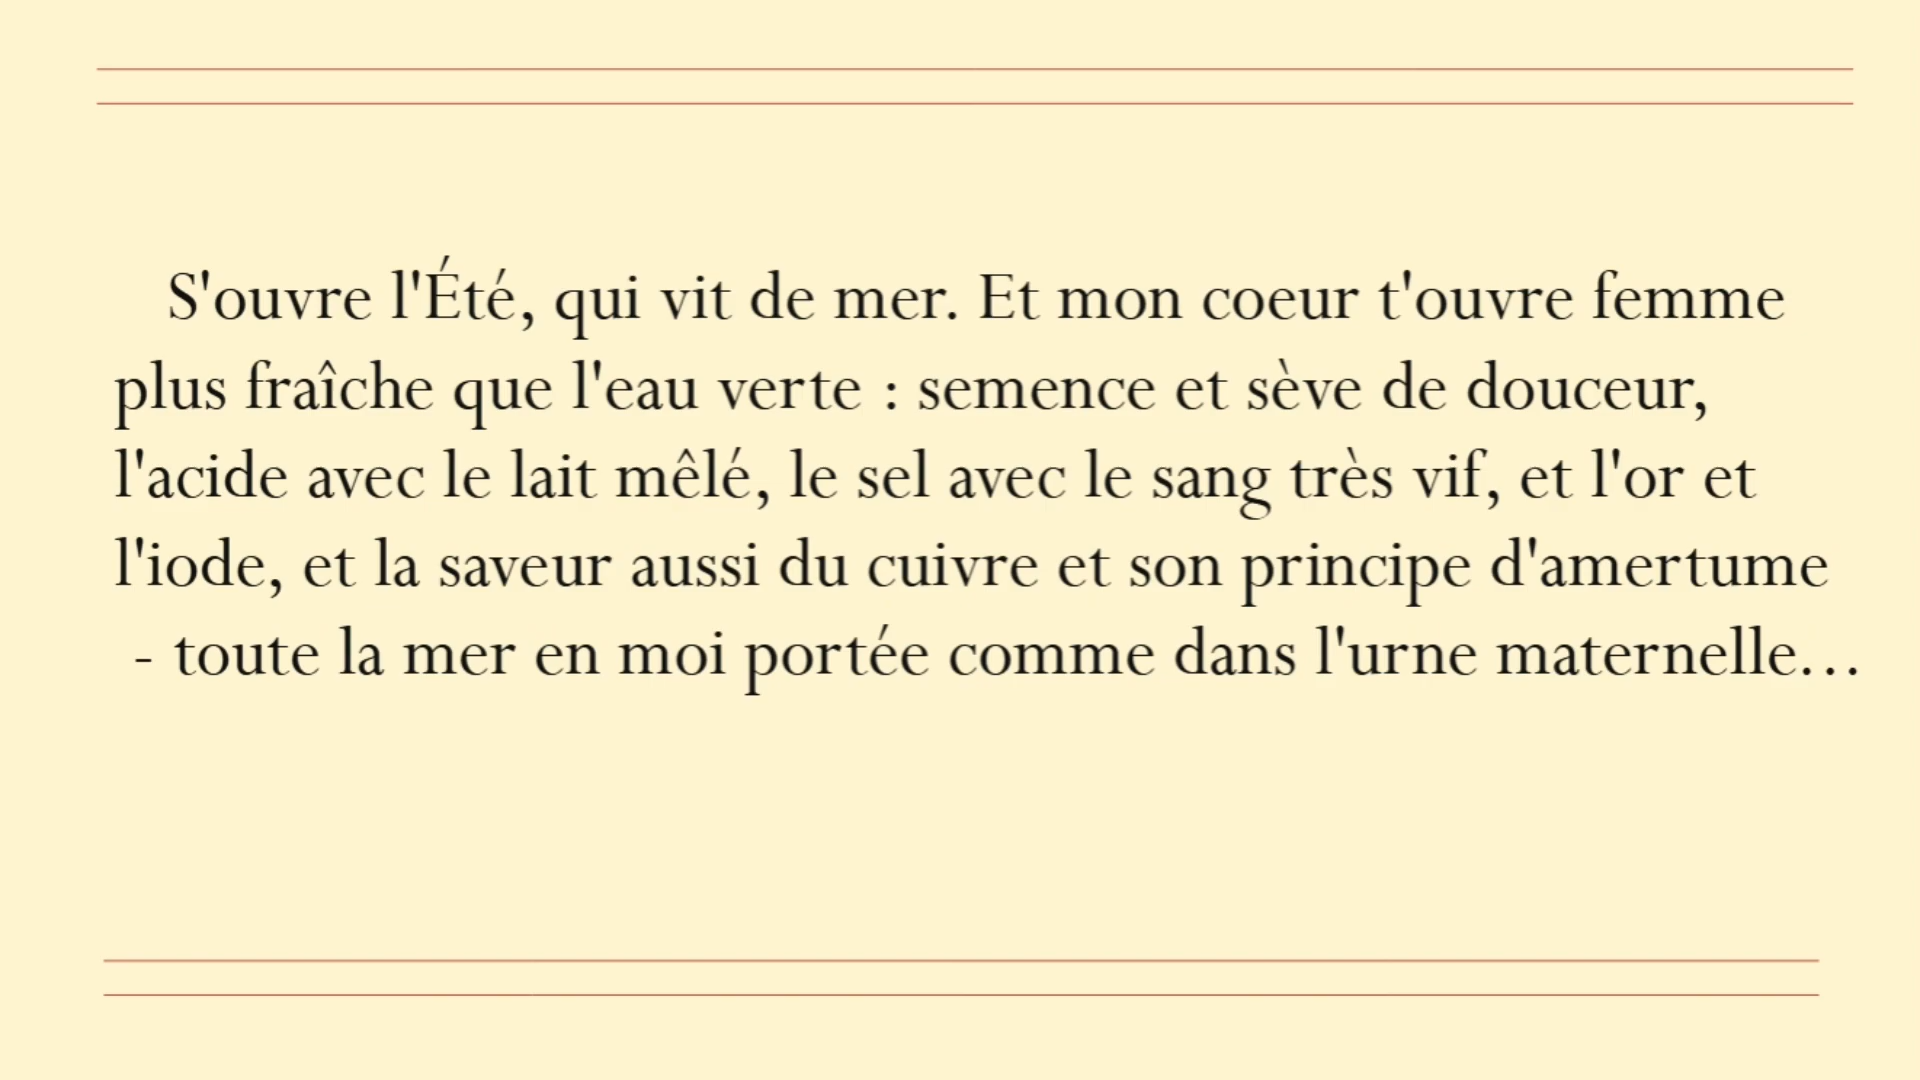 S'ouvre l'Été, qui vit de mer. Et mon coeur t'ouvre femme
plus fraîche que l'eau verte : semence et sève de douceur,
l'acide avec le lait mêlé, le sel avec le sang très vif, et l'or et
l'iode, et la saveur aussi du cuivre et son principe d'amertume
- toute la mer en moi portée comme dans l'urne maternelle…